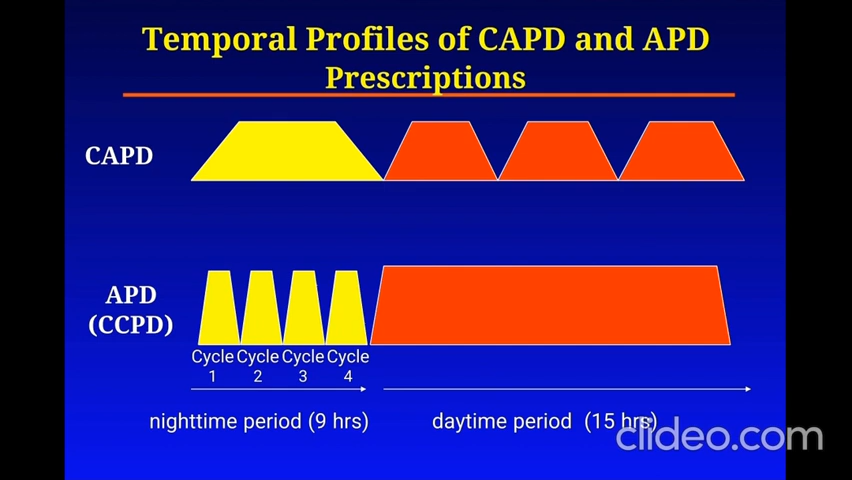 Temporal Profiles of CAPD and APD
Prescriptions
CAPD
APD
(CCPD)
Cycle Cycle Cycle Cycle
1 2 3 4
nighttime period (9 hrs) daytime period (15 hrs)
clideo.com